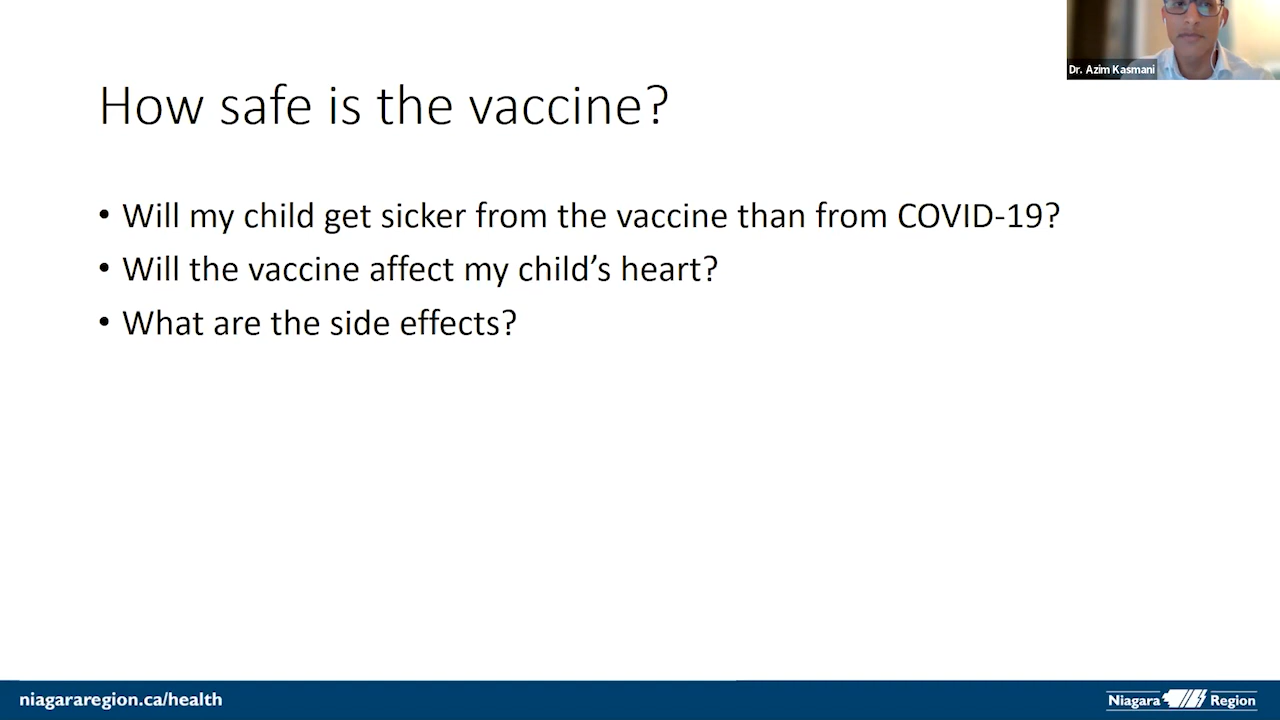 Dr. Azim Kasmani
How safe is the vaccine?
• Will my child get sicker from the vaccine than from COVID-19?
• Will the vaccine affect my child’s heart?
• What are the side effects?
niagararegion.ca/health
Niagara Region